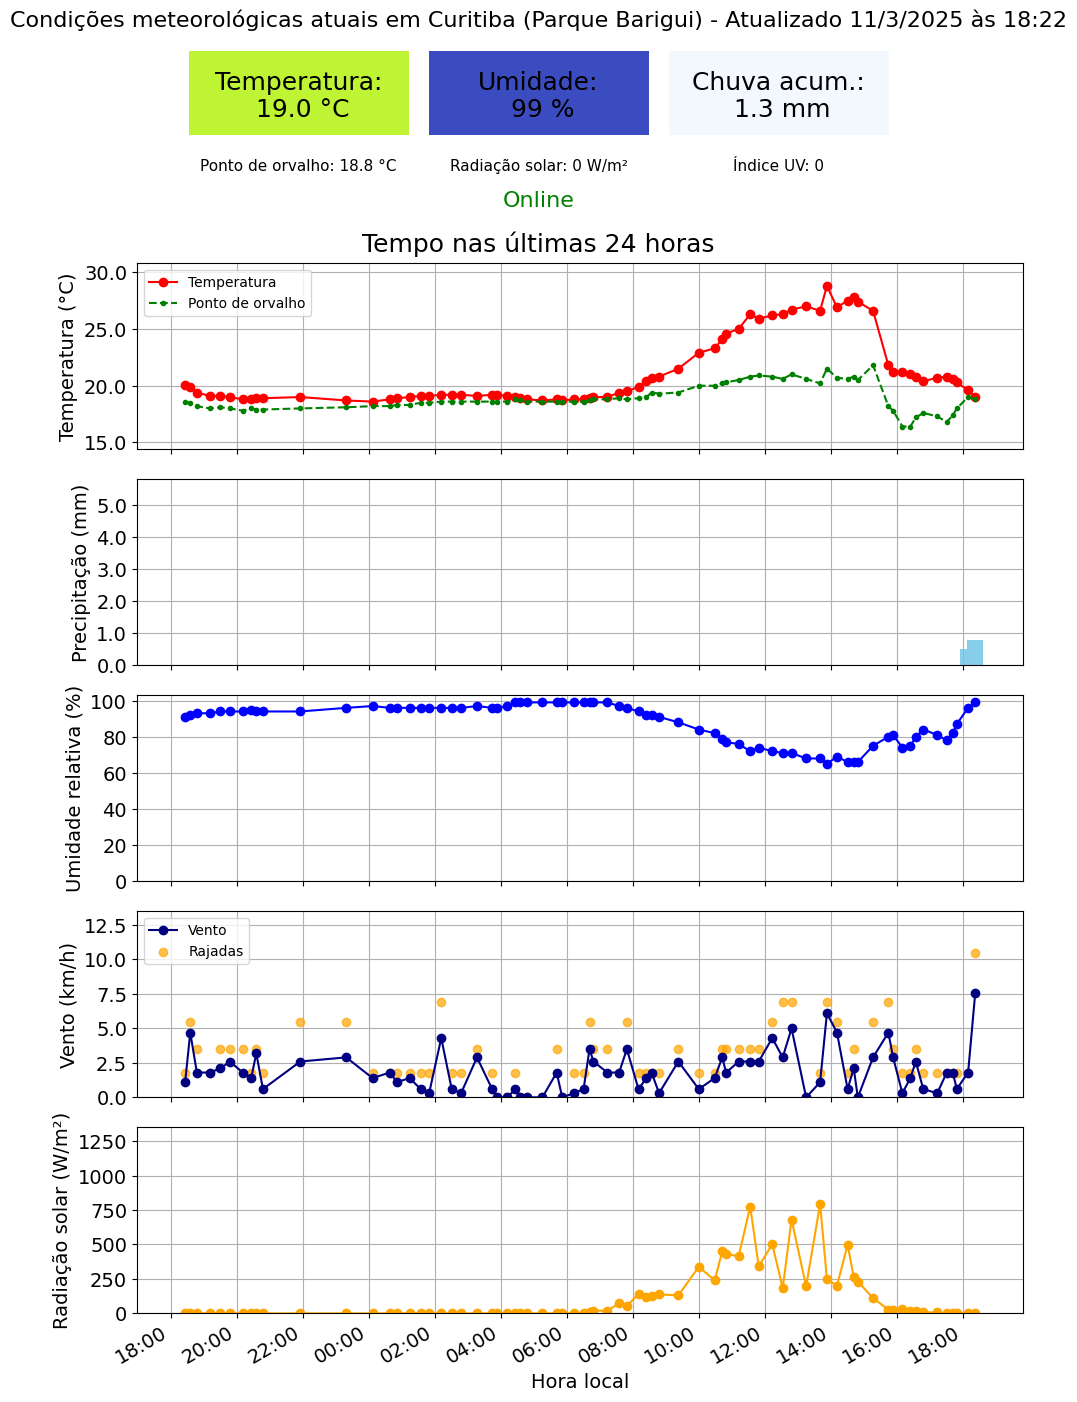 Condições meteorológicas atuais em Curitiba (Parque Barigui) - Atualizado 11/3/2025 às 18:22
Temperatura:
19.0 °C
Umidade:
99 %
Chuva acum.:
1.3 mm
Ponto de orvalho: 18.8 °C
Radiação solar: 0 W/m²
Índice UV: 0
Online
Tempo nas últimas 24 horas
Temperatura (°C)
30.0
25.0
20.0
15.0
Temperatura
Ponto de orvalho
Precipitação (mm)
5.0
4.0
3.0
2.0
1.0
0.0
Umidade relativa (%)
100
80
60
40
20
0
Vento (km/h)
12.5
10.0
7.5
5.0
2.5
0.0
Vento
Rajadas
Radiação solar (W/m²)
1250
1000
750
500
250
0
18:00
20:00
22:00
00:00
02:00
04:00
06:00
08:00
10:00
12:00
14:00
16:00
18:00
Hora local